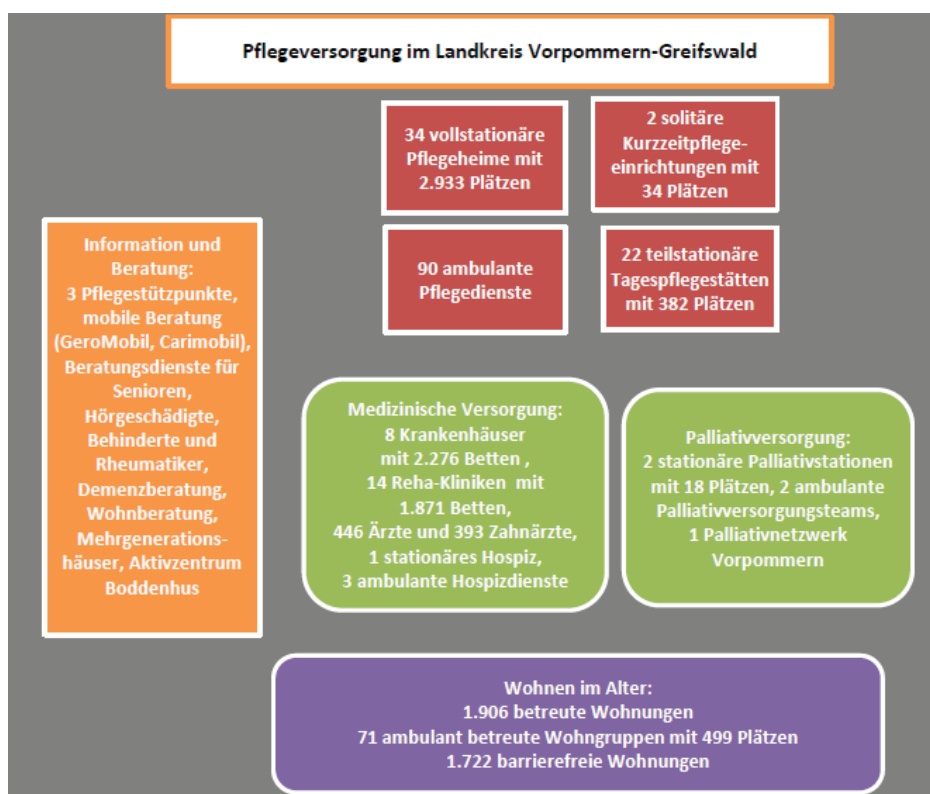 Pflegeversorgung im Landkreis Vorpommern-Greifswald
34 vollstationäre
Pflegeheime mit
2.933 Plätzen
2 solitäre
Kurzzeitpflege-
einrichtungen mit
34 Plätzen
90 ambulante
Pflegedienste
22 teilstationäre
Tagespflegestätten
mit 382 Plätzen
Information und
Beratung:
3 Pflegestützpunkte,
mobile Beratung
(GeroMobil, Carimobil),
Beratungsdienste für
Senioren,
Hörgeschädigte,
Behinderte und
Rheumatiker,
Demenzberatung,
Wohnberatung,
Mehrgenerations-
häuser, Aktivzentrum
Boddenhus
Medizinische Versorgung:
8 Krankenhäuser
mit 2.276 Betten ,
14 Reha-Kliniken mit
1.871 Betten,
446 Ärzte und 393 Zahnärzte,
1 stationäres Hospiz,
3 ambulante Hospizdienste
Palliativversorgung:
2 stationäre Palliativstationen
mit 18 Plätzen, 2 ambulante
Palliativversorgungsteams,
1 Palliativnetzwerk
Vorpommern
Wohnen im Alter:
1.906 betreute Wohnungen
71 ambulant betreute Wohngruppen mit 499 Plätzen
1.722 barrierefreie Wohnungen